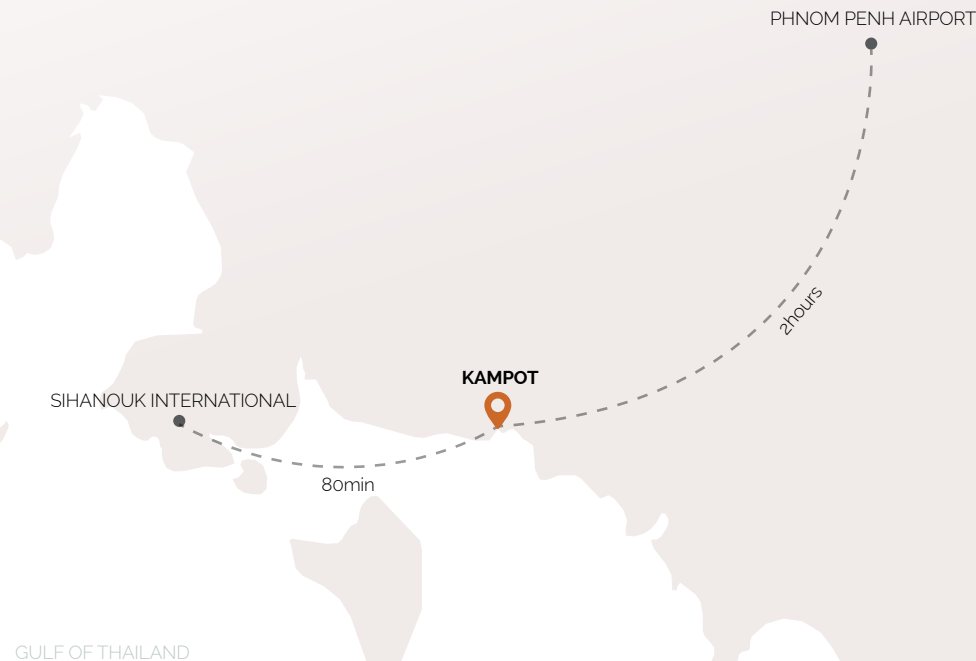 PHNOM PENH AIRPORT
2hours
KAMPOT
SIHANOUK INTERNATIONAL
80min
GULF OF THAILAND